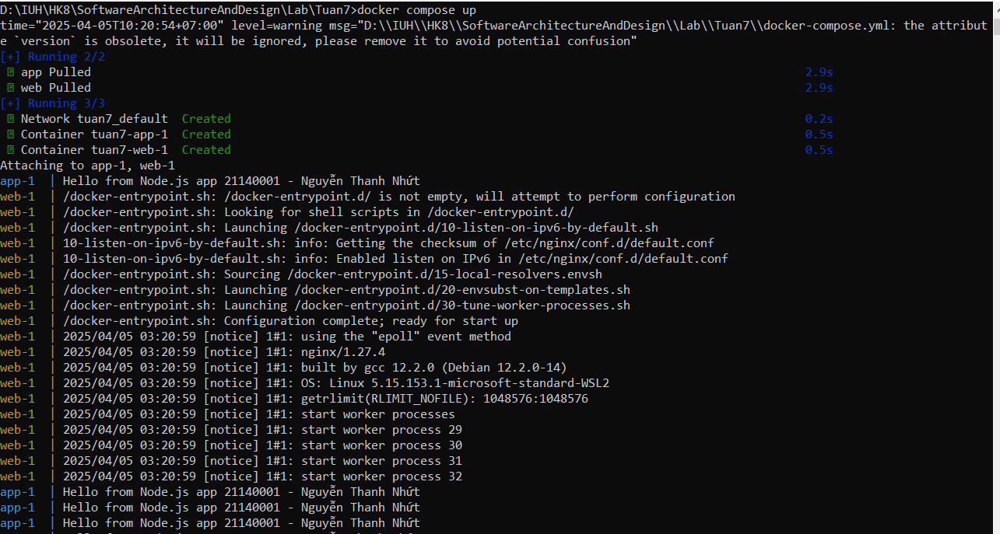 D:\IUH\HK8\SoftwareArchitectureAndDesign\Lab\Tuan7>docker compose up
time="2025-04-05T10:20:54+07:00" level=warning msg="D:\\IUH\\HK8\\SoftwareArchitectureAndDesign\\Lab\\Tuan7\\docker-compose.yml: the attribut
e `version` is obsolete, it will be ignored, please remove it to avoid potential confusion"
[+] Running 2/2
app Pulled 2.9s
web Pulled 2.9s
[+] Running 3/3
Network tuan7_default Created 0.2s
Container tuan7-app-1 Created 0.5s
Container tuan7-web-1 Created 0.5s
Attaching to app-1, web-1
app-1 | Hello from Node.js app 21140001 - Nguyễn Thanh Nhứt
web-1 | /docker-entrypoint.sh: /docker-entrypoint.d/ is not empty, will attempt to perform configuration
web-1 | /docker-entrypoint.sh: Looking for shell scripts in /docker-entrypoint.d/
web-1 | /docker-entrypoint.sh: Launching /docker-entrypoint.d/10-listen-on-ipv6-by-default.sh
web-1 | 10-listen-on-ipv6-by-default.sh: info: Getting the checksum of /etc/nginx/conf.d/default.conf
web-1 | 10-listen-on-ipv6-by-default.sh: info: Enabled listen on IPv6 in /etc/nginx/conf.d/default.conf
web-1 | /docker-entrypoint.sh: Sourcing /docker-entrypoint.d/15-local-resolvers.envsh
web-1 | /docker-entrypoint.sh: Launching /docker-entrypoint.d/20-envsubst-on-templates.sh
web-1 | /docker-entrypoint.sh: Launching /docker-entrypoint.d/30-tune-worker-processes.sh
web-1 | /docker-entrypoint.sh: Configuration complete; ready for start up
web-1 | 2025/04/05 03:20:59 [notice] 1#1: using the "epoll" event method
web-1 | 2025/04/05 03:20:59 [notice] 1#1: nginx/1.27.4
web-1 | 2025/04/05 03:20:59 [notice] 1#1: built by gcc 12.2.0 (Debian 12.2.0-14)
web-1 | 2025/04/05 03:20:59 [notice] 1#1: OS: Linux 5.15.153.1-microsoft-standard-WSL2
web-1 | 2025/04/05 03:20:59 [notice] 1#1: getrlimit(RLIMIT_NOFILE): 1048576:1048576
web-1 | 2025/04/05 03:20:59 [notice] 1#1: start worker processes
web-1 | 2025/04/05 03:20:59 [notice] 1#1: start worker process 29
web-1 | 2025/04/05 03:20:59 [notice] 1#1: start worker process 30
web-1 | 2025/04/05 03:20:59 [notice] 1#1: start worker process 31
web-1 | 2025/04/05 03:20:59 [notice] 1#1: start worker process 32
app-1 | Hello from Node.js app 21140001 - Nguyễn Thanh Nhứt
app-1 | Hello from Node.js app 21140001 - Nguyễn Thanh Nhứt
app-1 | Hello from Node.js app 21140001 - Nguyễn Thanh Nhứt